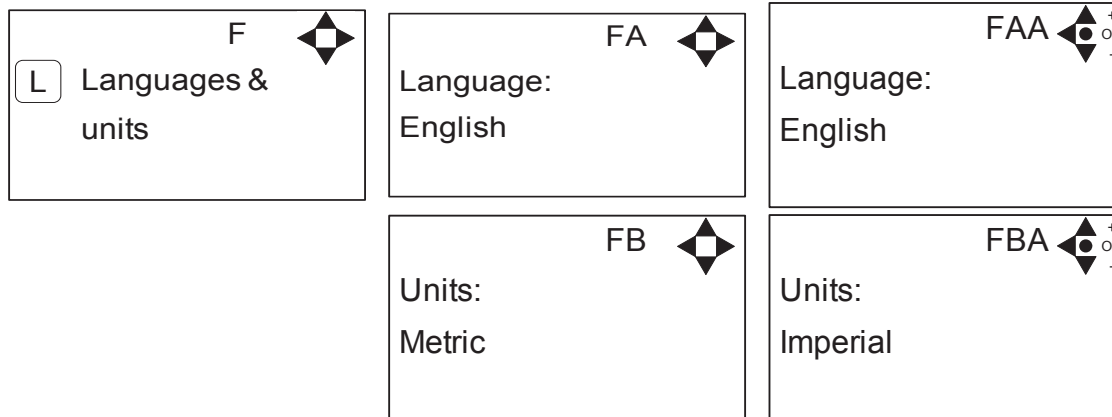 F
L Languages &
units
FA
Language:
English
FAA
+
Language:
English
FB
Units:
Metric
FBA
+
Units:
Imperial